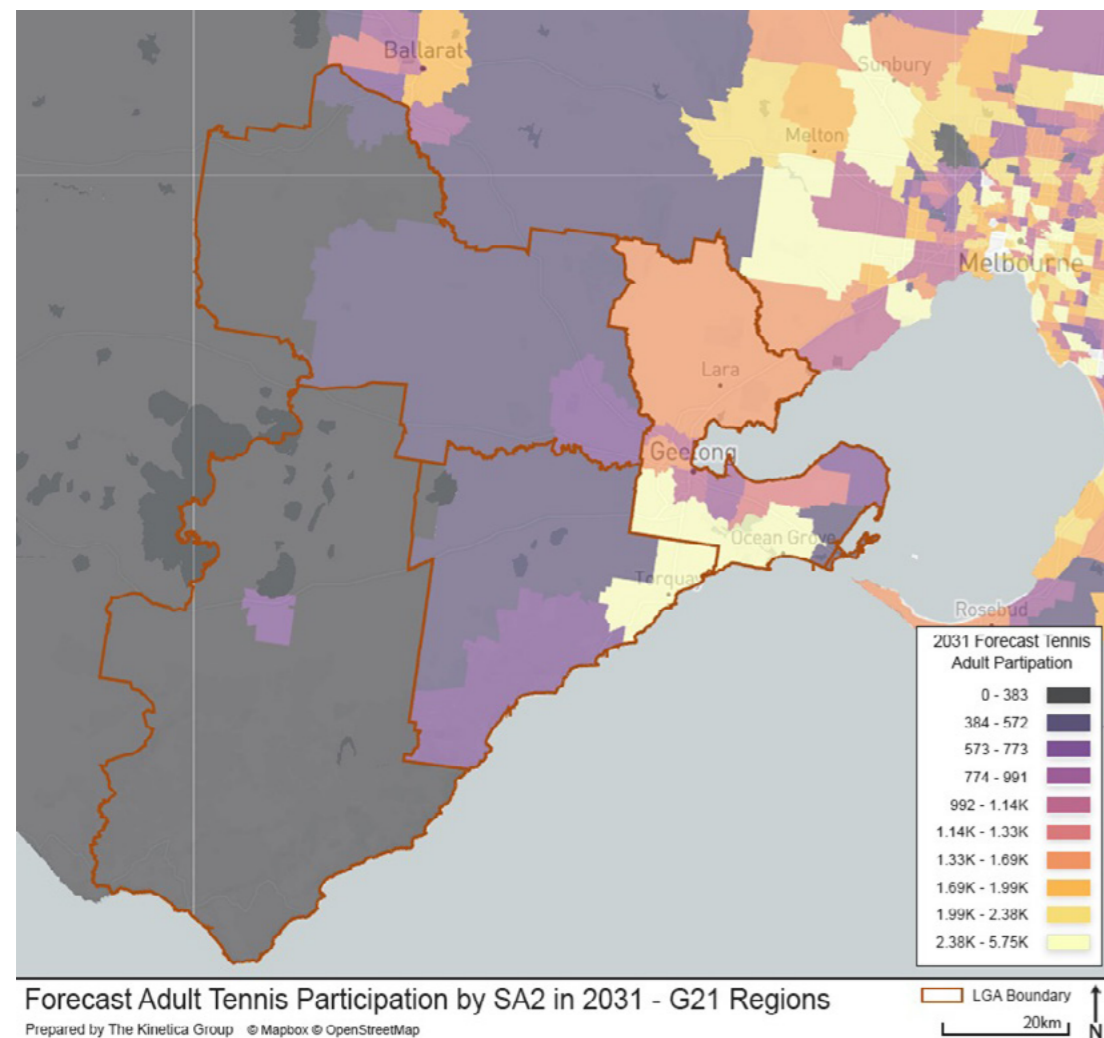 Ballarat
Sunbury
Melton
Melbourne
Lara
Geelong
Ocean Grove
Torquay
Rosebud
2031 Forecast Tennis
Adult Partipation
0 - 383
384 - 572
573 - 773
774 - 991
992 - 1.14K
1.14K - 1.33K
1.33K - 1.69K
1.69K - 1.99K
1.99K - 2.38K
2.38K - 5.75K
Forecast Adult Tennis Participation by SA2 in 2031 - G21 Regions
LGA Boundary
Prepared by The Kinetica Group © Mapbox © OpenStreetMap
20km
N